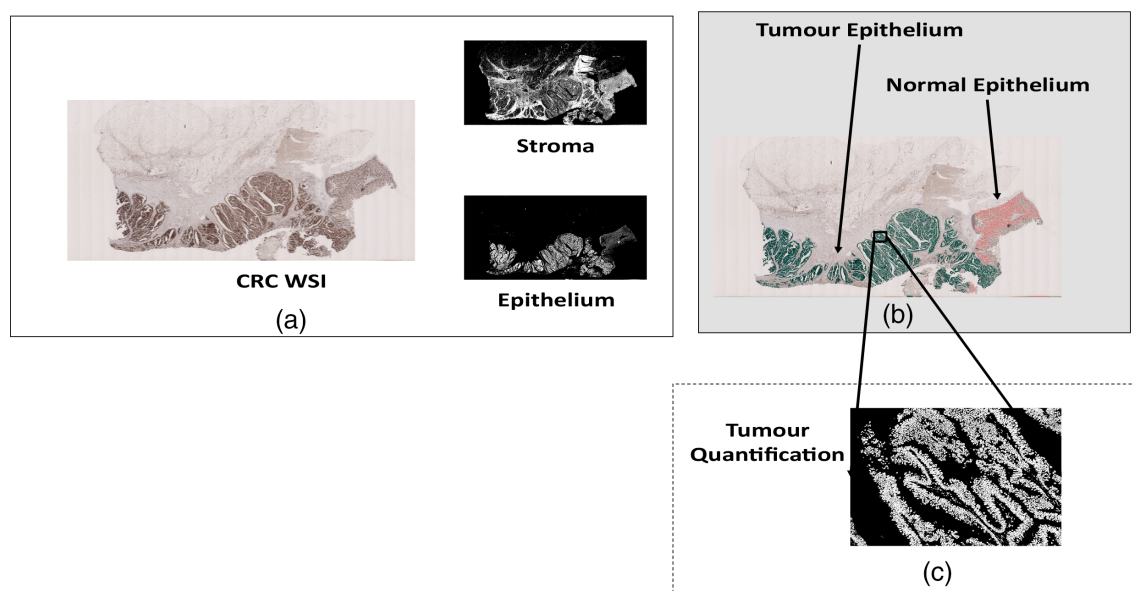 Stroma
CRC WSI
Epithelium
(a)
Tumour Epithelium
Normal Epithelium
(b)
Tumour
Quantification
(c)